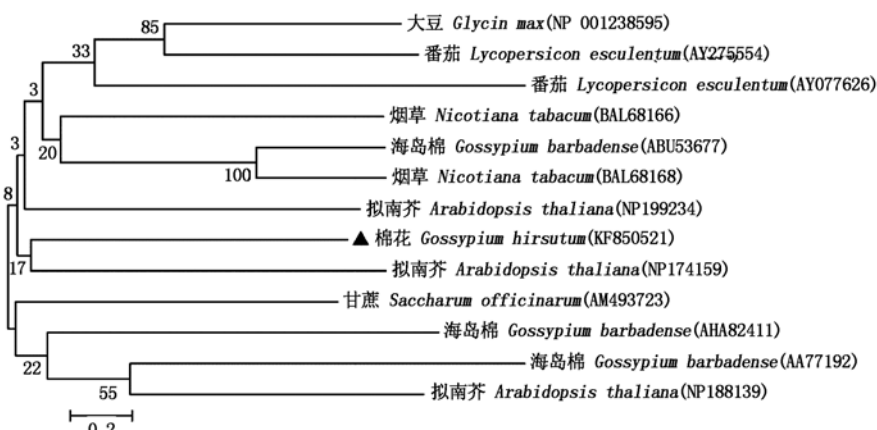 85
大豆 Glycin max(NP 001238595)
33
番茄 Lycopersicon esculentum(AY275554)
番茄 Lycopersicon esculentum(AY077626)
3
烟草 Nicotiana tabacum(BAL68166)
3
20
海岛棉 Gossypium barbadense(ABU53677)
100
烟草 Nicotiana tabacum(BAL68168)
8
拟南芥 Arabidopsis thaliana(NP199234)
▲ 棉花 Gossypium hirsutum(KF850521)
17
拟南芥 Arabidopsis thaliana(NP174159)
甘蔗 Saccharum officinarum(AM493723)
海岛棉 Gossypium barbadense(AHA82411)
22
海岛棉 Gossypium barbadense(AA77192)
55
拟南芥 Arabidopsis thaliana(NP188139)
0.2